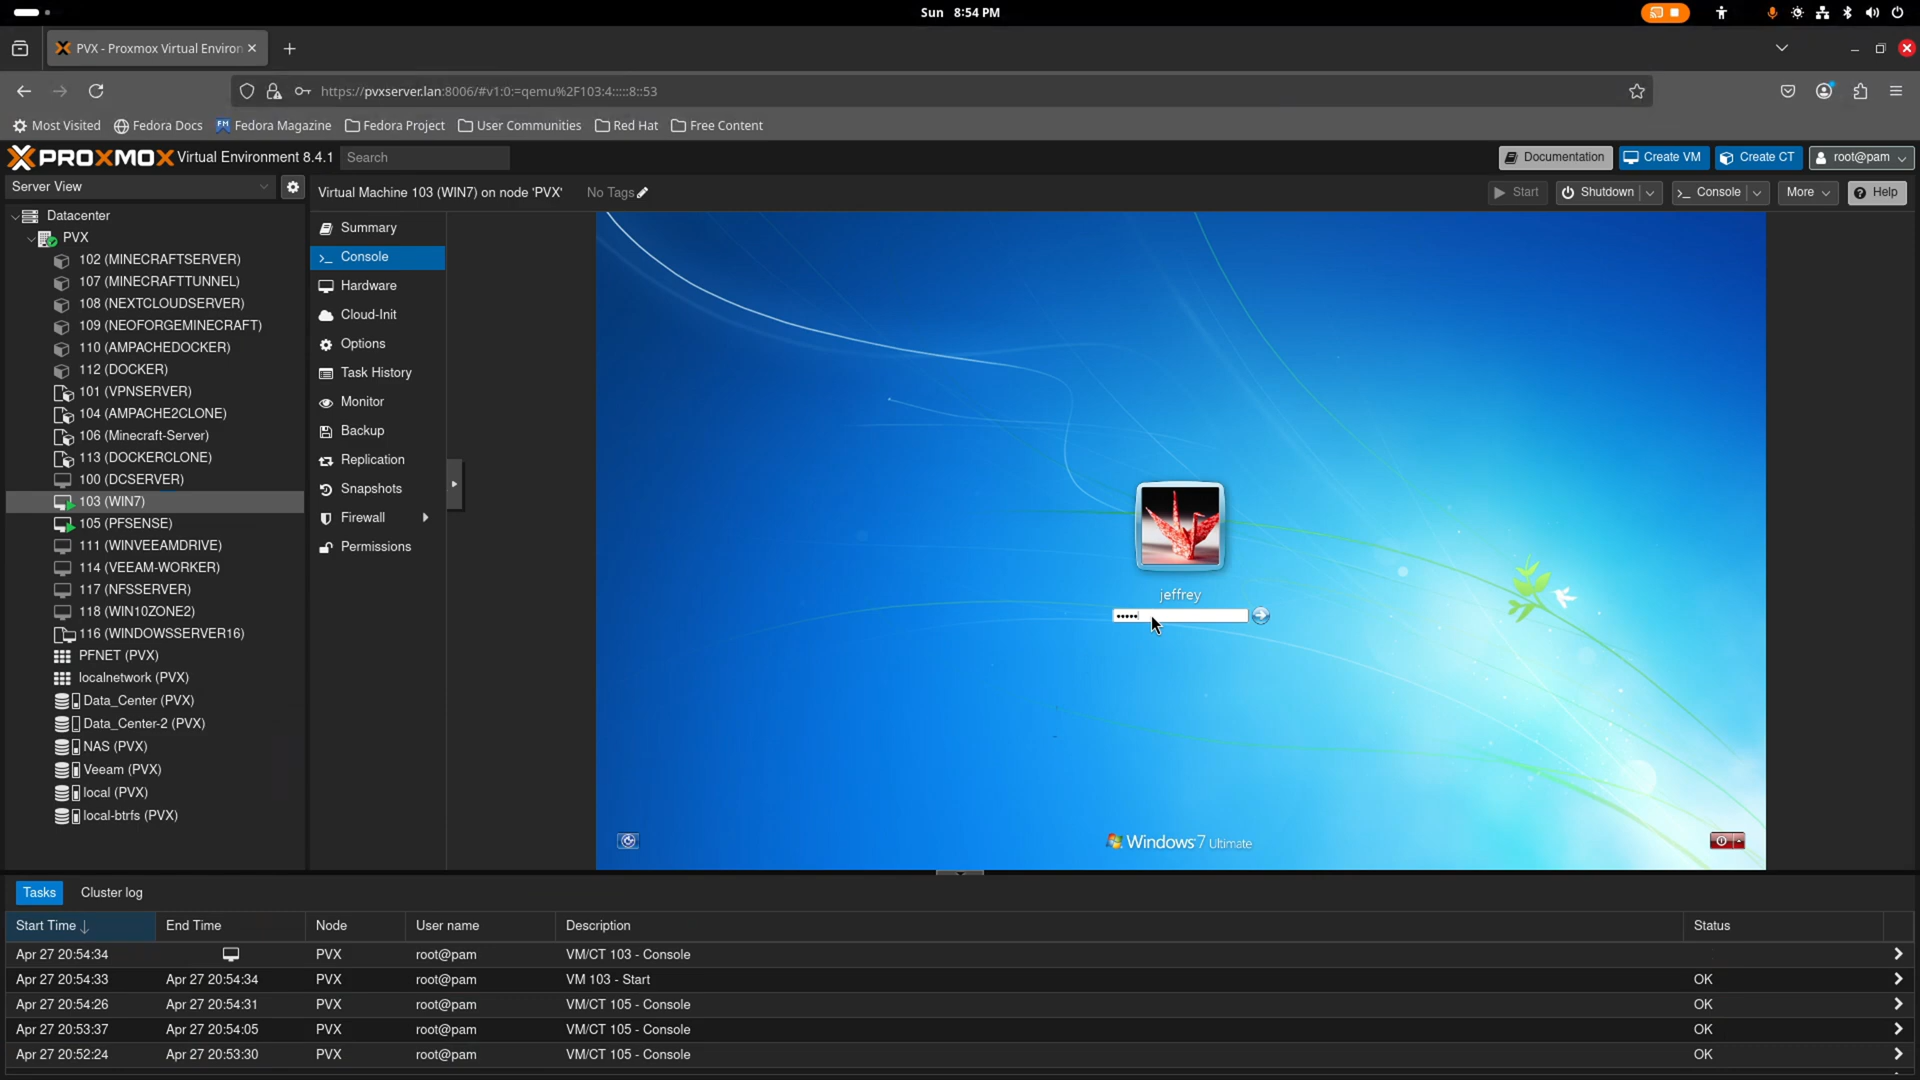 Sun 8:54 PM
PVX - Proxmox Virtual Environ
https://pvxserver.lan:8006/#v1:0:=qemu%2F103:4:::::8::53
Most Visited Fedora Docs Fedora Magazine Fedora Project User Communities Red Hat Free Content
PROXMOX Virtual Environment 8.4.1 Search Documentation Create VM Create CT root@pam
Server View
Virtual Machine 103 (WIN7) on node 'PVX' No Tags Start Shutdown Console More Help
Datacenter
PVX
102 (MINECRAFTSERVER)
107 (MINECRAFTTUNNEL)
108 (NEXTCLOUDSERVER)
109 (NEOFORGEMINECRAFT)
110 (AMPACHEDOCKER)
112 (DOCKER)
101 (VPNSERVER)
104 (AMPACHE2CLONE)
106 (Minecraft-Server)
113 (DOCKERCLONE)
100 (DCSERVER)
103 (WIN7)
105 (PFSENSE)
111 (WINVEEAMDRIVE)
114 (VEEAM-WORKER)
117 (NFSSERVER)
118 (WIN10ZONE2)
116 (WINDOWSSERVER16)
PFNET (PVX)
localnetwork (PVX)
Data_Center (PVX)
Data_Center-2 (PVX)
NAS (PVX)
Veeam (PVX)
local (PVX)
local-btrfs (PVX)
Summary
Console
Hardware
Cloud-Init
Options
Task History
Monitor
Backup
Replication
Snapshots
Firewall
Permissions
jeffrey
Windows 7 Ultimate
Tasks Cluster log
Start Time End Time Node User name Description Status
Apr 27 20:54:34 PVX root@pam VM/CT 103 - Console
Apr 27 20:54:33 Apr 27 20:54:34 PVX root@pam VM 103 - Start OK
Apr 27 20:54:26 Apr 27 20:54:31 PVX root@pam VM/CT 105 - Console OK
Apr 27 20:53:37 Apr 27 20:54:05 PVX root@pam VM/CT 105 - Console OK
Apr 27 20:52:24 Apr 27 20:53:30 PVX root@pam VM/CT 105 - Console OK